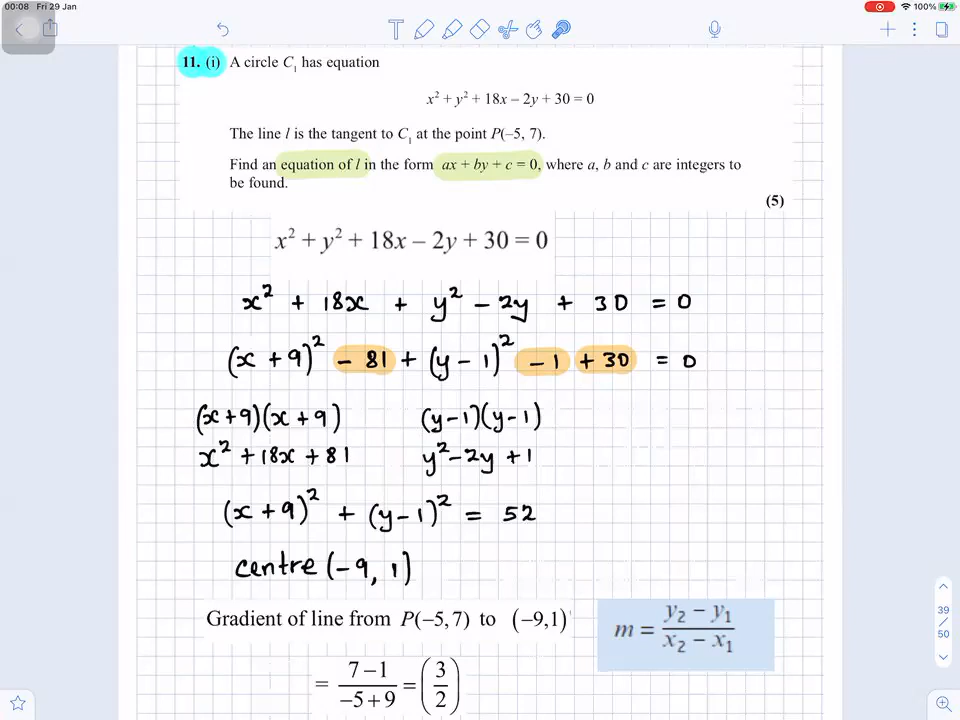 00:08 Fri 29 Jan
100%
11. (i) A circle C₁ has equation
x² + y² + 18x – 2y + 30 = 0
The line l is the tangent to C₁ at the point P(–5, 7).
Find an equation of l in the form ax + by + c = 0, where a, b and c are integers to
be found.
(5)
x² + y² + 18x – 2y + 30 = 0
x² + 18x + y² - 2y + 30 = 0
(x + 9)² - 81 + (y - 1)² - 1 + 30 = 0
(x+9)(x+9) (y-1)(y-1)
x² + 18x + 81 y² - 2y + 1
(x + 9)² + (y - 1)² = 52
centre (-9, 1)
Gradient of line from P(−5, 7) to (−9,1)
m = (y₂ − y₁)/(x₂ − x₁)
= (7−1)/(−5+9) = (3/2)
39
/
50